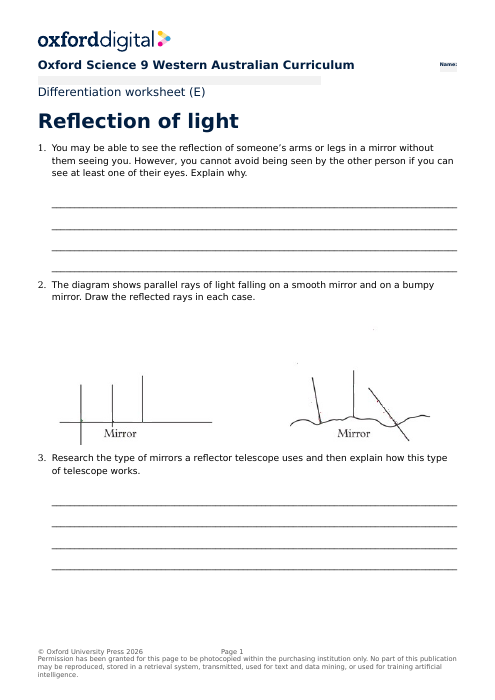 oxforddigital
Oxford Science 9 Western Australian Curriculum
Name:
Differentiation worksheet (E)
Reflection of light
1. You may be able to see the reflection of someone’s arms or legs in a mirror without
them seeing you. However, you cannot avoid being seen by the other person if you can
see at least one of their eyes. Explain why.
2. The diagram shows parallel rays of light falling on a smooth mirror and on a bumpy
mirror. Draw the reflected rays in each case.
Mirror
Mirror
3. Research the type of mirrors a reflector telescope uses and then explain how this type
of telescope works.
© Oxford University Press 2026 Page 1
Permission has been granted for this page to be photocopied within the purchasing institution only. No part of this publication
may be reproduced, stored in, transmitted, used for text and data mining, or used for training artificial
intelligence.